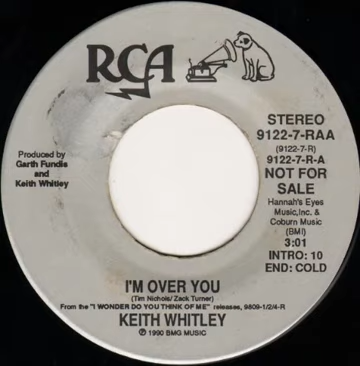 RCA
Produced by
Garth Fundis
and
Keith Whitley
STEREO
9122-7-RAA
(9122-7-R)
9122-7-R-A
NOT FOR
SALE
Hannah's Eyes
Music,Inc. &
Coburn Music
(BMI)
3:01
INTRO: 10
END: COLD
I'M OVER YOU
(Tim Nichols/Zack Turner)
From the "I WONDER DO YOU THINK OF ME" releases, 9809-1/2/4-R
KEITH WHITLEY
℗ 1990 BMG MUSIC